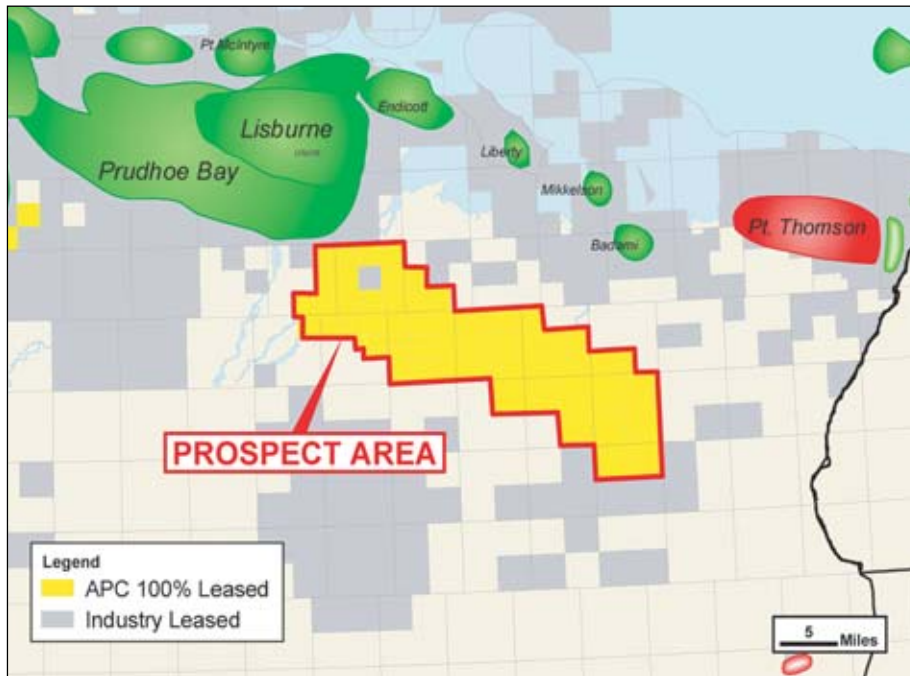 Pt McIntyre
Endicott
Lisburne
Prudhoe Bay
Liberty
Mikkelson
Badami
Pt. Thomson
PROSPECT AREA
Legend
APC 100% Leased
Industry Leased
5
Miles